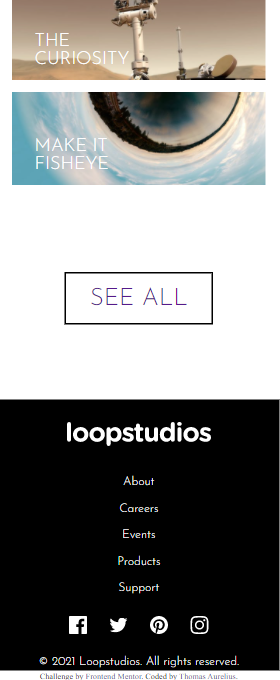 THE
CURIOSITY
MAKE IT
FISHEYE
SEE ALL
loopstudios
About
Careers
Events
Products
Support
© 2021 Loopstudios. All rights reserved.
Challenge by Frontend Mentor. Coded by Thomas Aurelius.